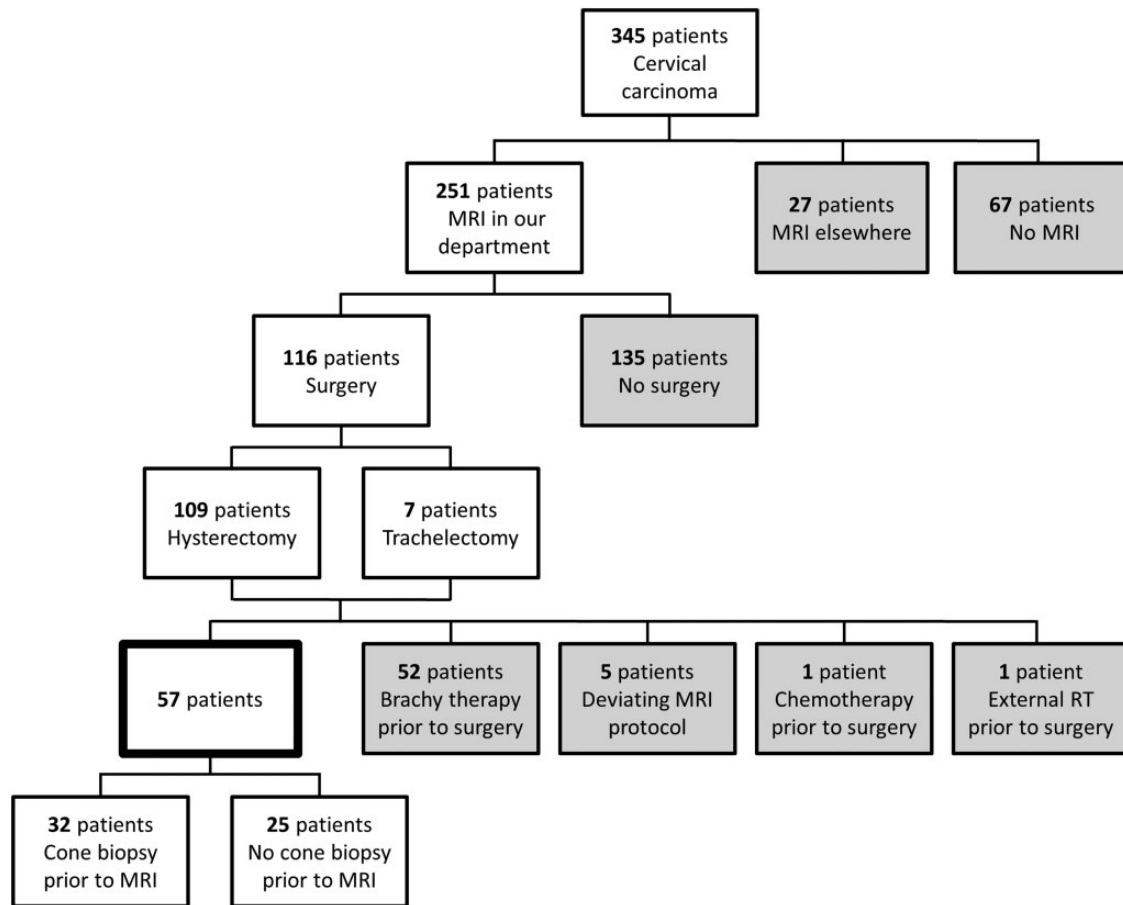 345 patients
Cervical
carcinoma
251 patients
MRI in our
department
27 patients
MRI elsewhere
67 patients
No MRI
116 patients
Surgery
135 patients
No surgery
109 patients
Hysterectomy
7 patients
Trachelectomy
57 patients
52 patients
Brachy therapy
prior to surgery
5 patients
Deviating MRI
protocol
1 patient
Chemotherapy
prior to surgery
1 patient
External RT
prior to surgery
32 patients
Cone biopsy
prior to MRI
25 patients
No cone biopsy
prior to MRI